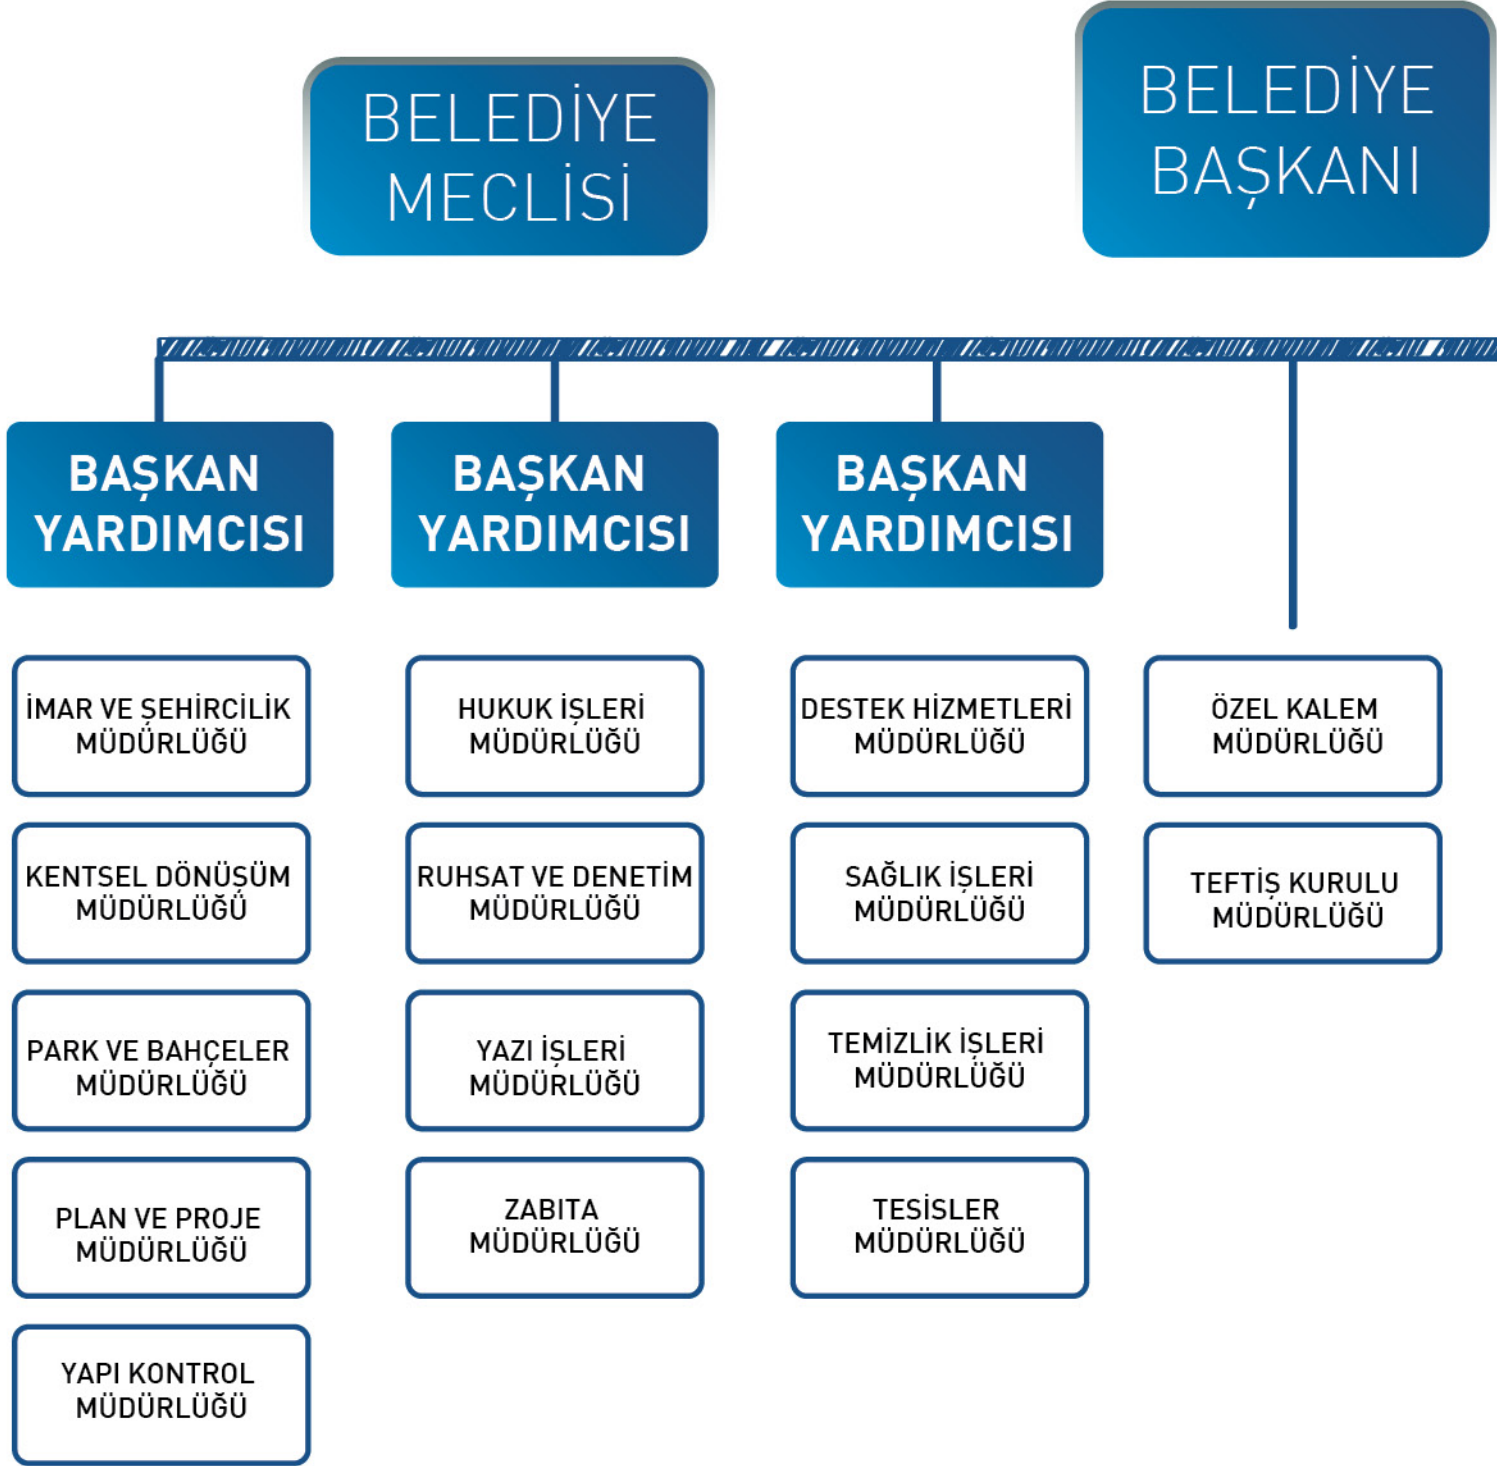 BELEDİYE
MECLİSİ
BELEDİYE
BAŞKANI
BAŞKAN
YARDIMCISI
BAŞKAN
YARDIMCISI
BAŞKAN
YARDIMCISI
İMAR VE ŞEHİRCİLİK
MÜDÜRLÜĞÜ
HUKUK İŞLERİ
MÜDÜRLÜĞÜ
DESTEK HİZMETLERİ
MÜDÜRLÜĞÜ
ÖZEL KALEM
MÜDÜRLÜĞÜ
KENTSEL DÖNÜŞÜM
MÜDÜRLÜĞÜ
RUHSAT VE DENETİM
MÜDÜRLÜĞÜ
SAĞLIK İŞLERİ
MÜDÜRLÜĞÜ
TEFTİŞ KURULU
MÜDÜRLÜĞÜ
PARK VE BAHÇELER
MÜDÜRLÜĞÜ
YAZI İŞLERİ
MÜDÜRLÜĞÜ
TEMİZLİK İŞLERİ
MÜDÜRLÜĞÜ
PLAN VE PROJE
MÜDÜRLÜĞÜ
ZABITA
MÜDÜRLÜĞÜ
TESİSLER
MÜDÜRLÜĞÜ
YAPI KONTROL
MÜDÜRLÜĞÜ